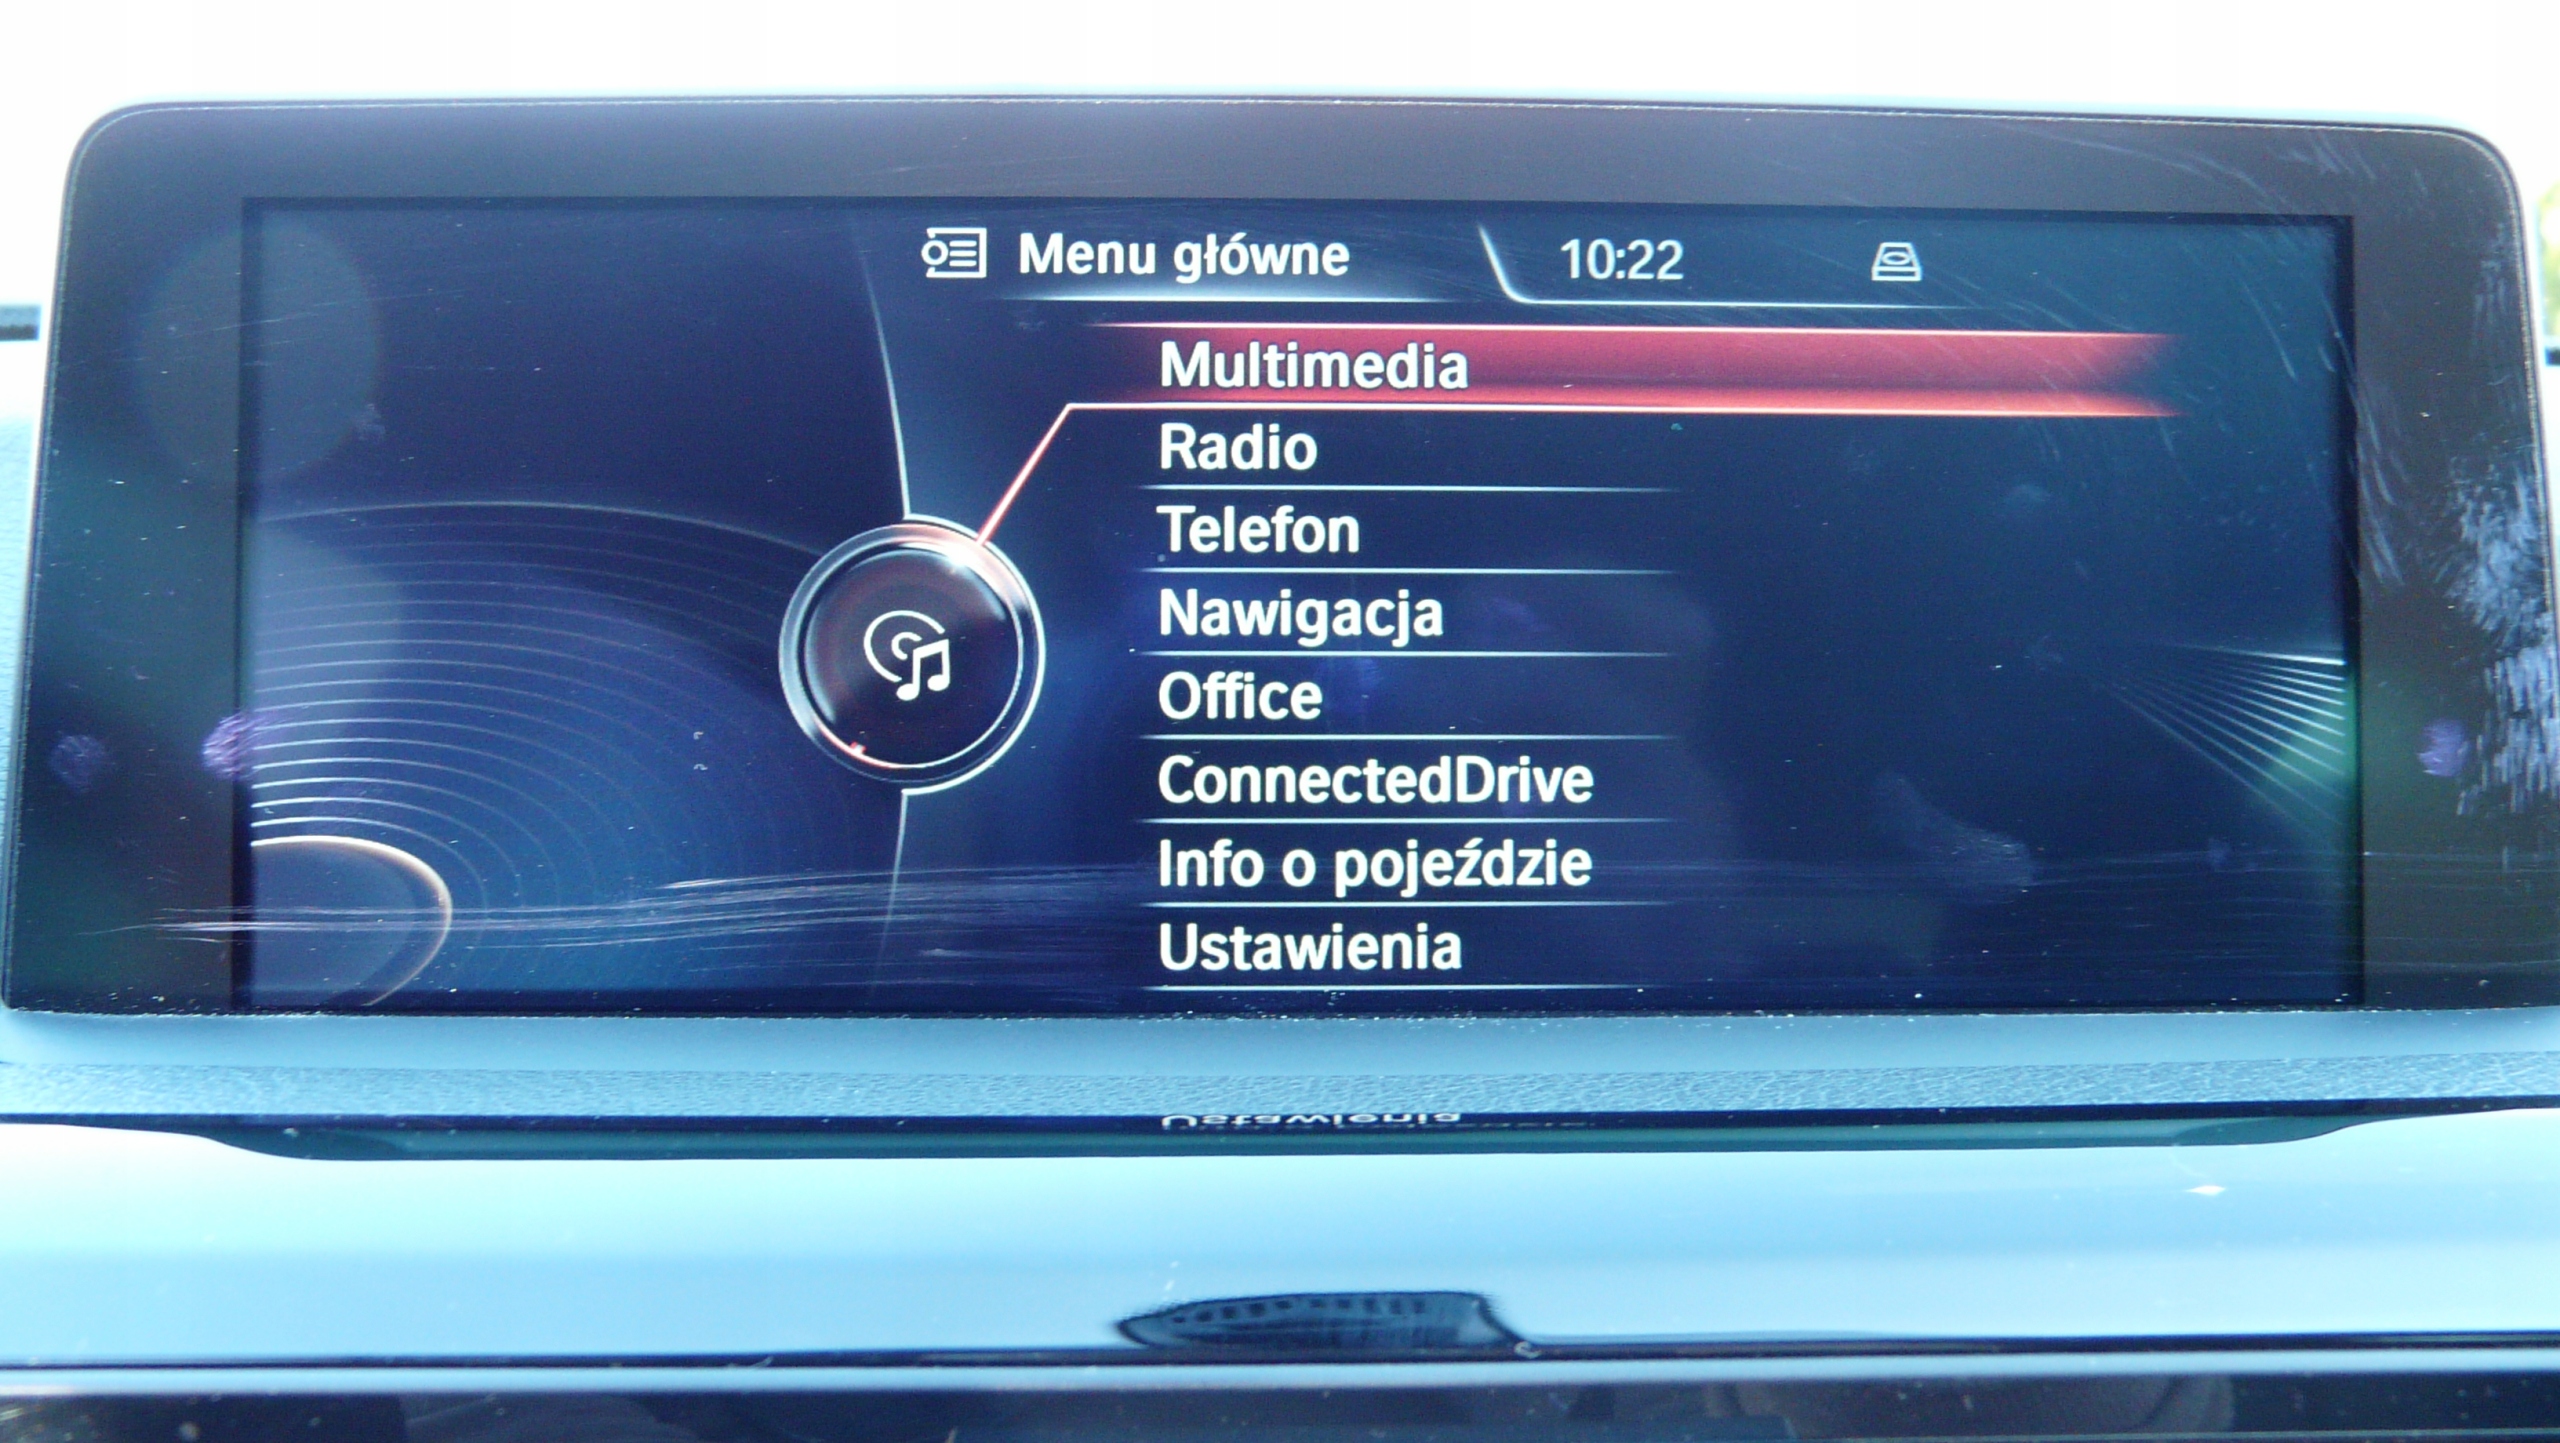 Menu główne
10:22
Multimedia
Radio
Telefon
Nawigacja
Office
ConnectedDrive
Info o pojeździe
Ustawienia